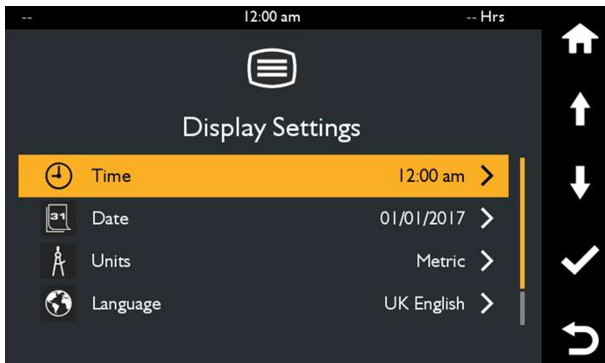 -- 12:00 am -- Hrs
Display Settings
Time 12:00 am
31 Date 01/01/2017
Units Metric
Language UK English